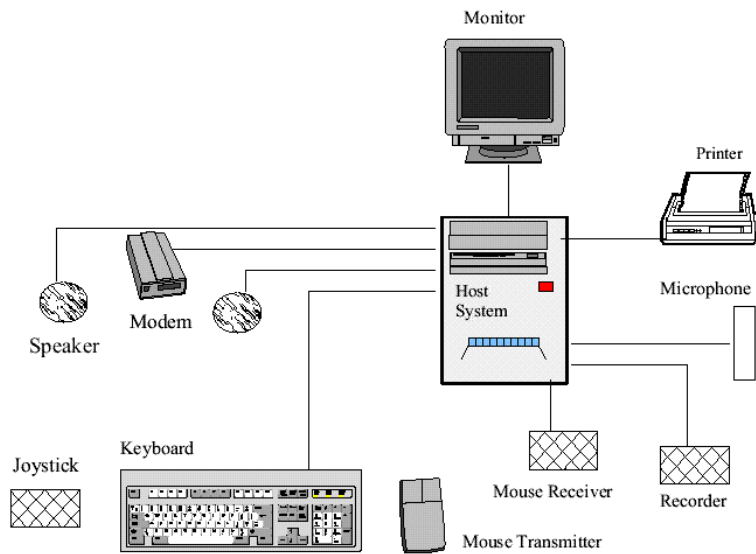 Monitor
Printer
Host
System
Microphone
Modem
Speaker
Keyboard
Joystick
Mouse Receiver
Recorder
Mouse Transmitter